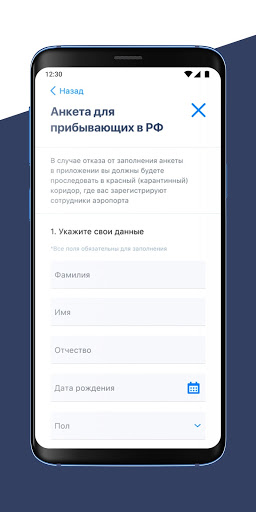 12:30
Назад
Анкета для
прибывающих в РФ
В случае отказа от заполнения анкеты
в приложении вы должны будете
проследовать в красный (карантинный)
коридор, где вас зарегистрируют
сотрудники аэропорта
1. Укажите свои данные
*Все поля обязательны для заполнения
Фамилия
Имя
Отчество
Дата рождения
Пол